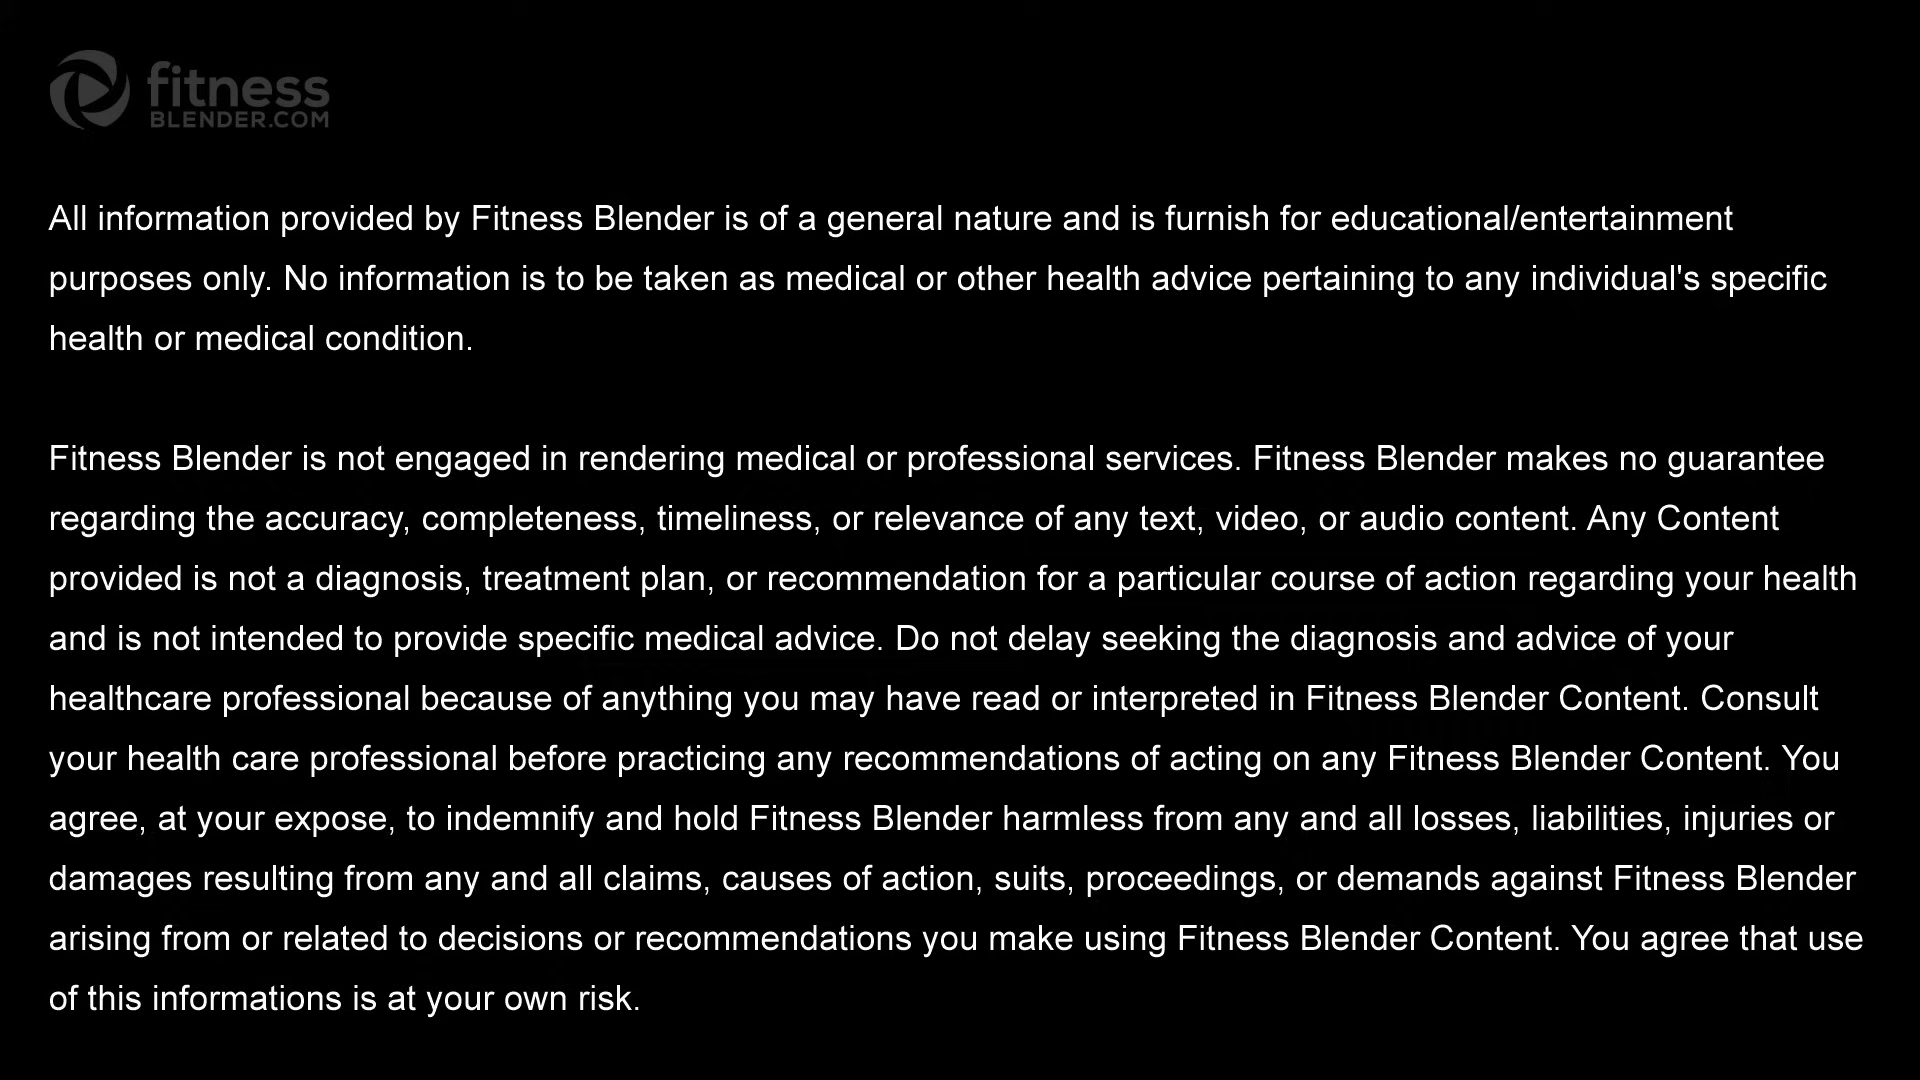 fitness
BLENDER.COM
All information provided by Fitness Blender is of a general nature and is furnish for educational/entertainment
purposes only. No information is to be taken as medical or other health advice pertaining to any individual's specific
health or medical condition.
Fitness Blender is not engaged in rendering medical or professional services. Fitness Blender makes no guarantee
regarding the accuracy, completeness, timeliness, or relevance of any text, video, or audio content. Any Content
provided is not a diagnosis, treatment plan, or recommendation for a particular course of action regarding your health
and is not intended to provide specific medical advice. Do not delay seeking the diagnosis and advice of your
healthcare professional because of anything you may have read or interpreted in Fitness Blender Content. Consult
your health care professional before practicing any recommendations of acting on any Fitness Blender Content. You
agree, at your expose, to indemnify and hold Fitness Blender harmless from any and all losses, liabilities, injuries or
damages resulting from any and all claims, causes of action, suits, proceedings, or demands against Fitness Blender
arising from or related to decisions or recommendations you make using Fitness Blender Content. You agree that use
of this informations is at your own risk.